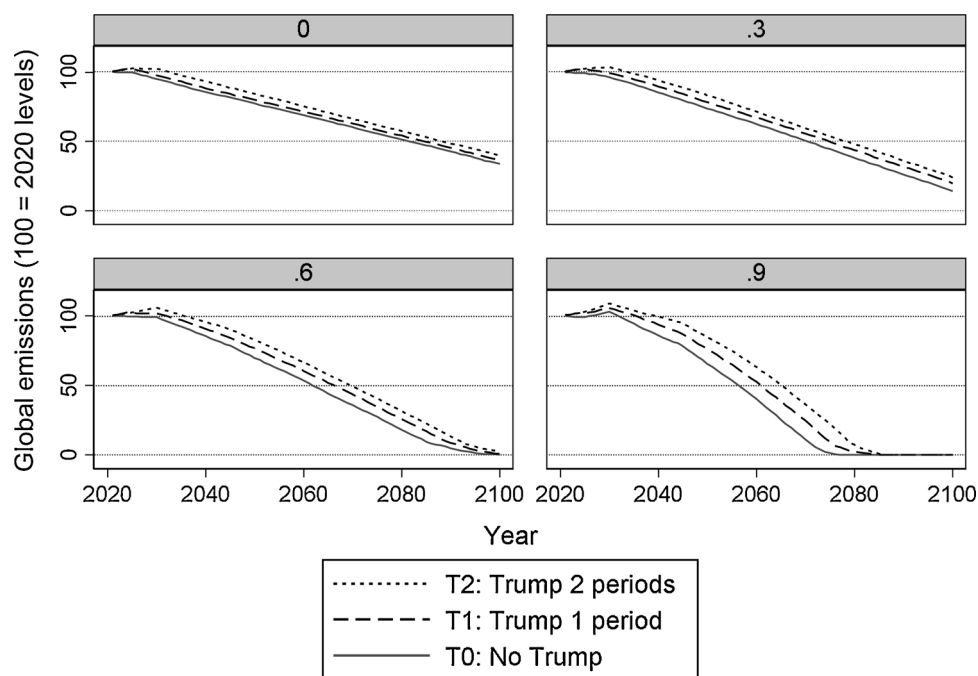 0
.3
100
50
0
.6
.9
100
50
0
2020 2040 2060 2080 2100 2020 2040 2060 2080 2100
Global emissions (100 = 2020 levels)
Year
T2: Trump 2 periods
T1: Trump 1 period
T0: No Trump